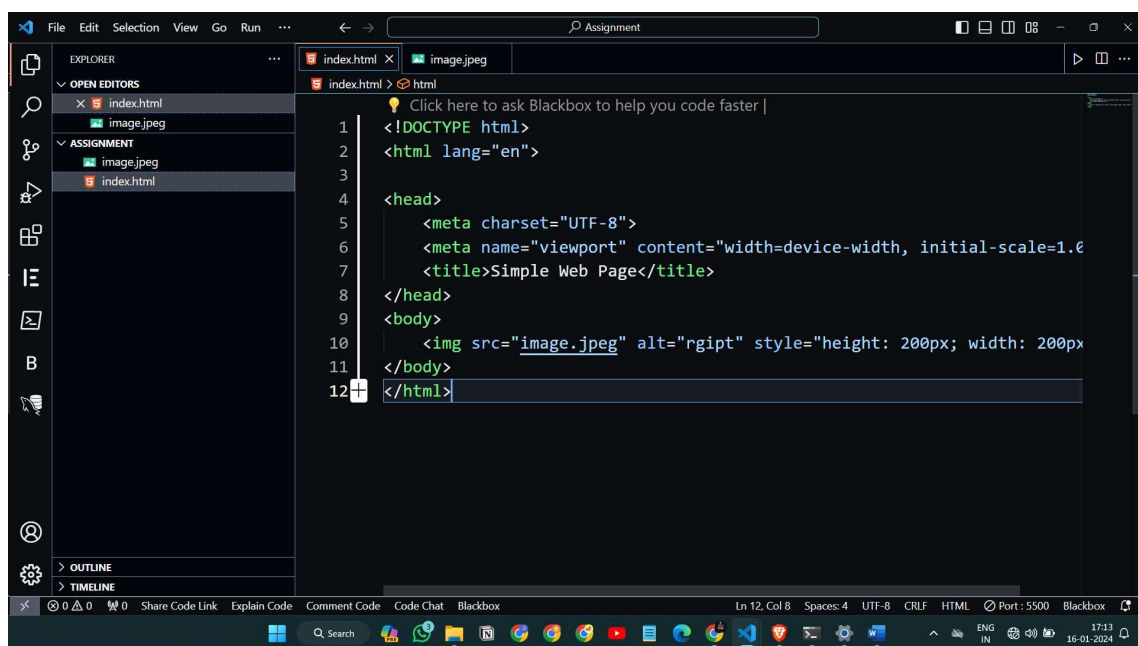 File Edit Selection View Go Run ··· Assignment
EXPLORER ···
OPEN EDITORS
index.html
image.jpeg
ASSIGNMENT
image.jpeg
index.html
OUTLINE
TIMELINE
index.html image.jpeg
index.html > html
Click here to ask Blackbox to help you code faster |
1 <!DOCTYPE html>
2 <html lang="en">
3
4 <head>
5 <meta charset="UTF-8">
6 <meta name="viewport" content="width=device-width, initial-scale=1.0
7 <title>Simple Web Page</title>
8 </head>
9 <body>
10 <img src="image.jpeg" alt="rgipt" style="height: 200px; width: 200px
11 </body>
12 </html>
0 0 0 Share Code Link Explain Code Comment Code Code Chat Blackbox Ln 12, Col 8 Spaces: 4 UTF-8 CRLF HTML Port : 5500 Blackbox
Search ENG 17:13
IN 16-01-2024